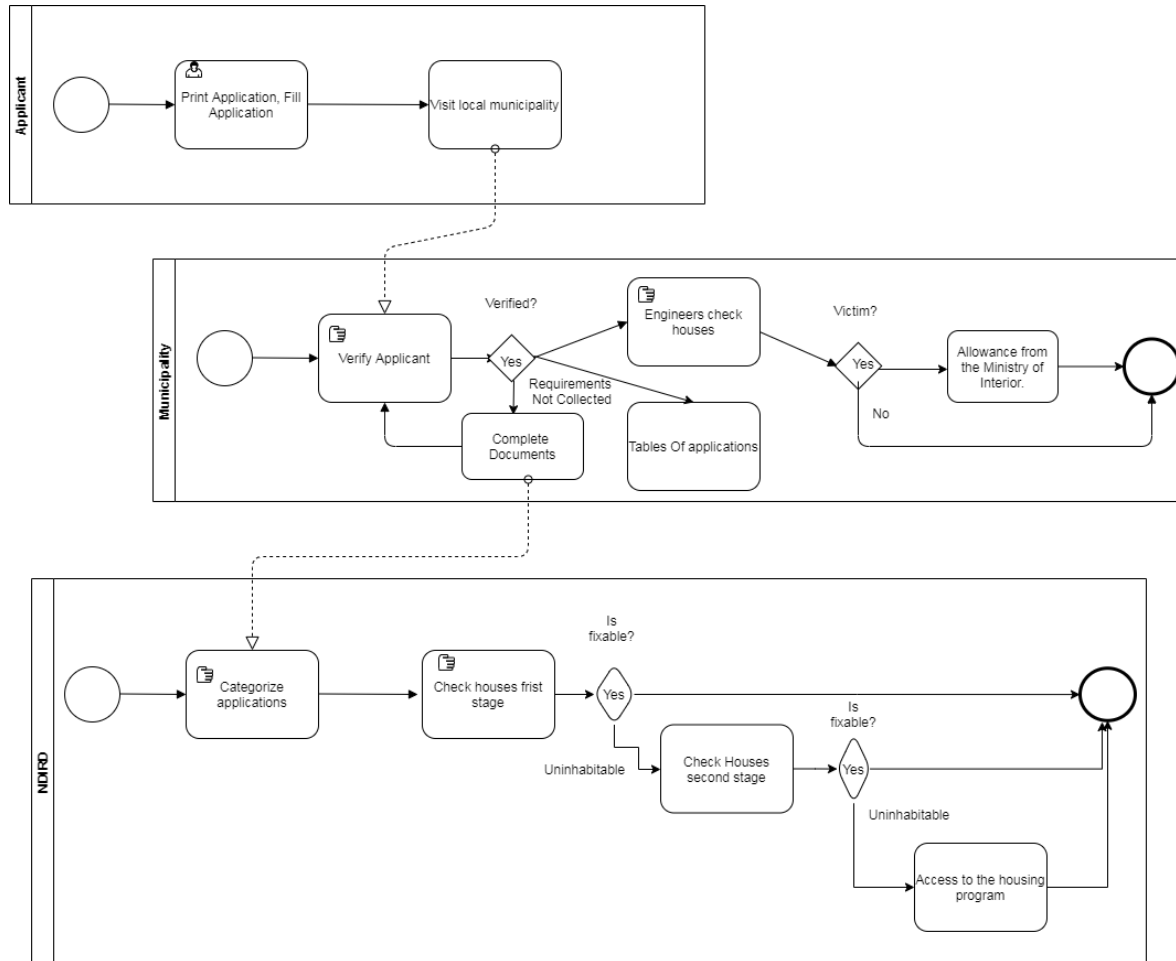 Applicant
Print Application, Fill
Application
Visit local municipality
Municipality
Verify Applicant
Verified?
Yes
Requirements
Not Collected
Complete
Documents
Engineers check
houses
Tables Of applications
Victim?
Yes
No
Allowance from
the Ministry of
Interior.
NDIRD
Categorize
applications
Check houses frist
stage
Is
fixable?
Yes
Uninhabitable
Check Houses
second stage
Is
fixable?
Yes
Uninhabitable
Access to the housing
program